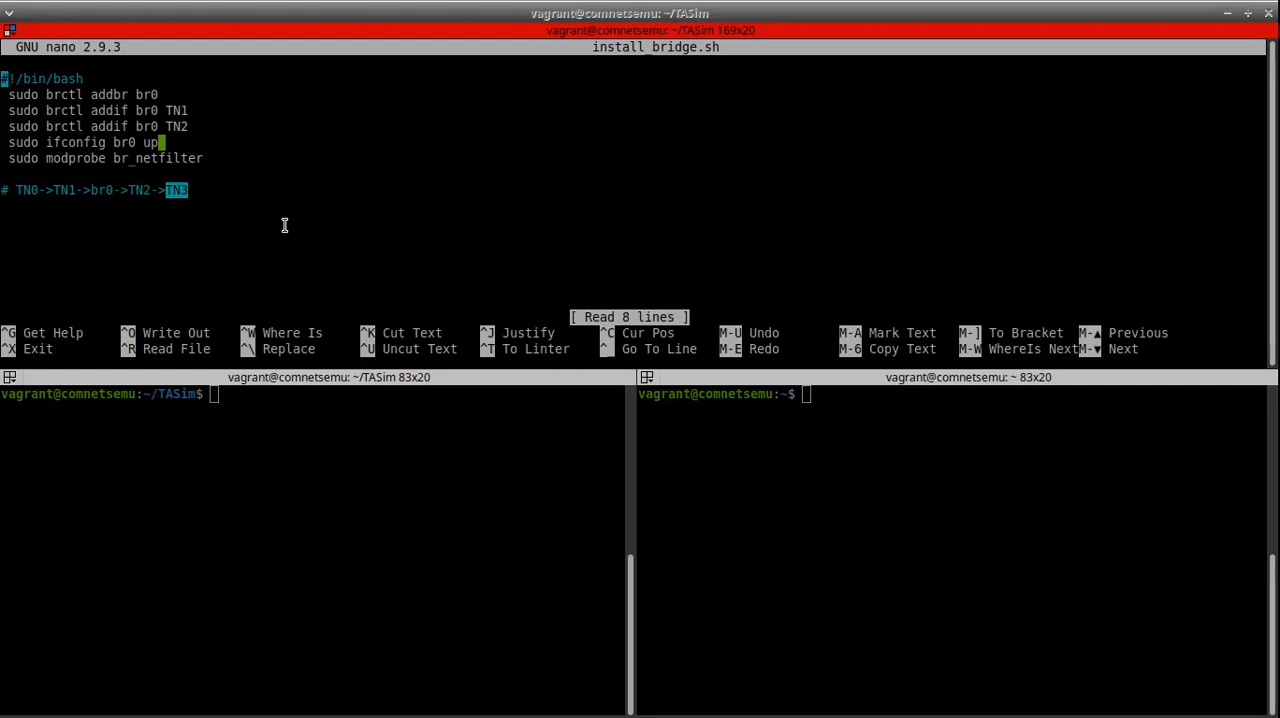 vagrant@comnetsemu: ~/TASim
vagrant@comnetsemu: ~/TASim 169x20
GNU nano 2.9.3 install_bridge.sh
#!/bin/bash
sudo brctl addbr br0
sudo brctl addif br0 TN1
sudo brctl addif br0 TN2
sudo ifconfig br0 up
sudo modprobe br_netfilter
# TN0->TN1->br0->TN2->TN3
[ Read 8 lines ]
^G Get Help ^O Write Out ^W Where Is ^K Cut Text ^J Justify ^C Cur Pos M-U Undo M-A Mark Text M-] To Bracket M-▲ Previous
^X Exit ^R Read File ^\ Replace ^U Uncut Text ^T To Linter ^_ Go To Line M-E Redo M-6 Copy Text M-W WhereIs Next M-▼ Next
vagrant@comnetsemu: ~/TASim 83x20
vagrant@comnetsemu:~/TASim$
vagrant@comnetsemu: ~ 83x20
vagrant@comnetsemu:~$